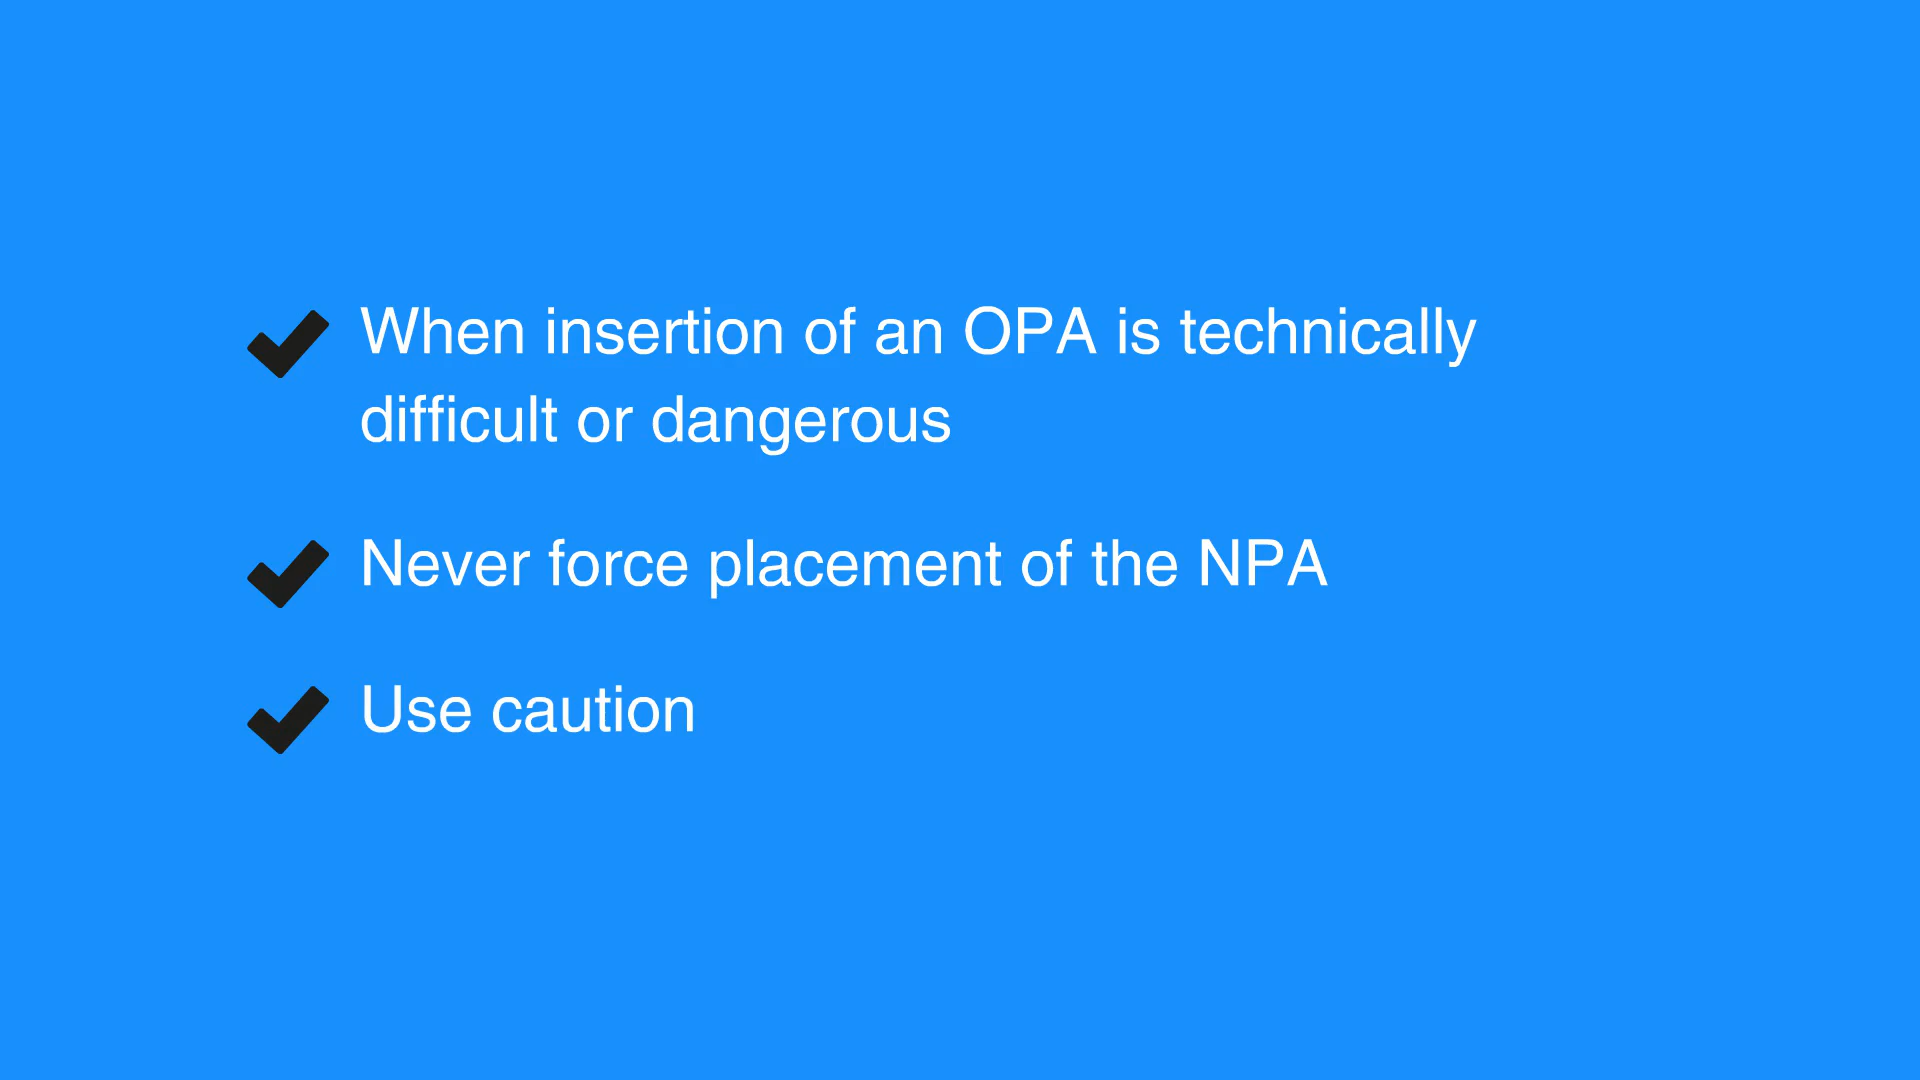 When insertion of an OPA is technically
difficult or dangerous
Never force placement of the NPA
Use caution